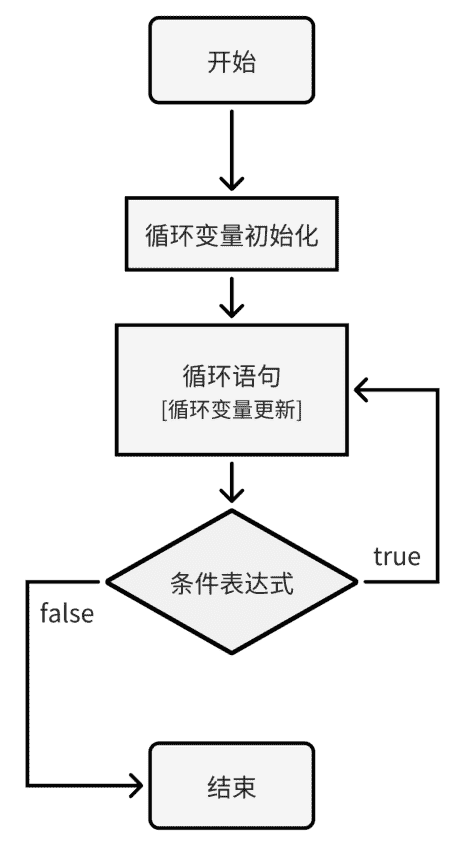 开始
循环变量初始化
循环语句
[循环变量更新]
条件表达式
true
false
结束